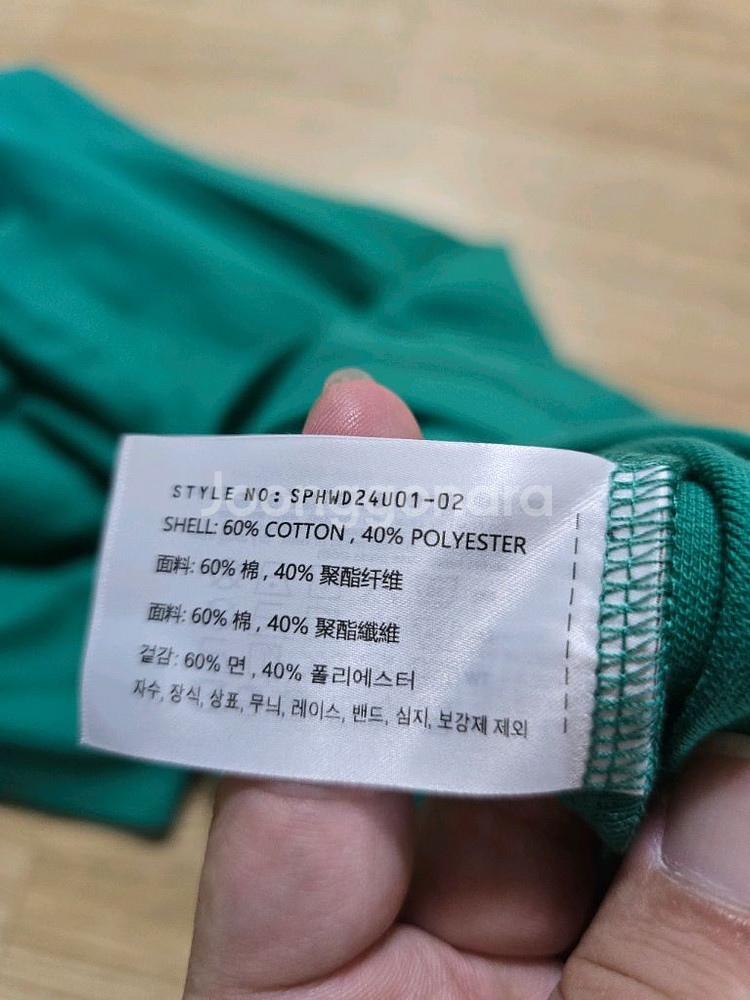 STYLE NO: SPHWD24U01-02
Joonggonara
SHELL: 60% COTTON , 40% POLYESTER
面料: 60% 棉 , 40% 聚酯纤维
面料: 60% 棉 , 40% 聚酯纖維
겉감: 60% 면 , 40% 폴리에스터
자수, 장식, 상표, 무늬, 레이스, 밴드, 심지, 보강제 제외